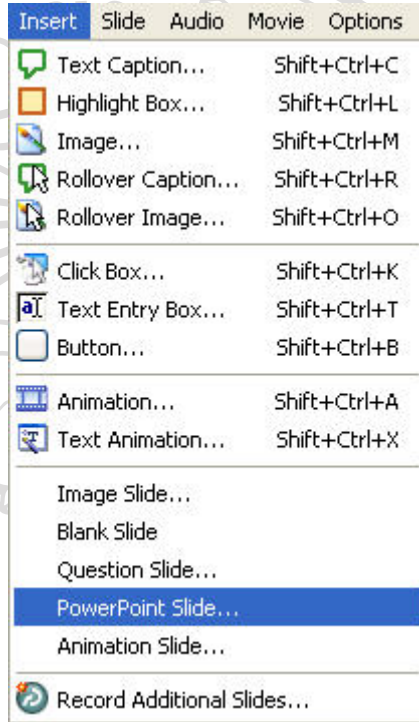 Insert Slide Audio Movie Options
Text Caption... Shift+Ctrl+C
Highlight Box... Shift+Ctrl+L
Image... Shift+Ctrl+M
Rollover Caption... Shift+Ctrl+R
Rollover Image... Shift+Ctrl+O
Click Box... Shift+Ctrl+K
Text Entry Box... Shift+Ctrl+T
Button... Shift+Ctrl+B
Animation... Shift+Ctrl+A
Text Animation... Shift+Ctrl+X
Image Slide...
Blank Slide
Question Slide...
PowerPoint Slide...
Animation Slide...
Record Additional Slides...